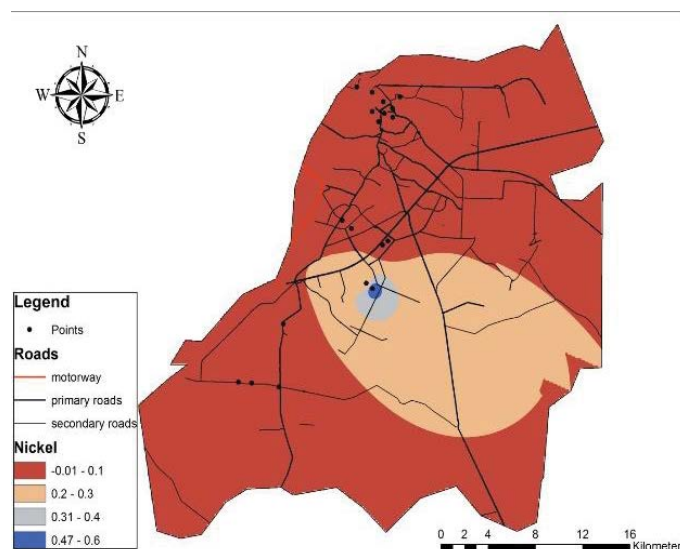 N
W E
S
Legend
Points
Roads
motorway
primary roads
secondary roads
Nickel
-0.01 - 0.1
0.2 - 0.3
0.31 - 0.4
0.47 - 0.6
0 2 4 8 12 16
Kilometer